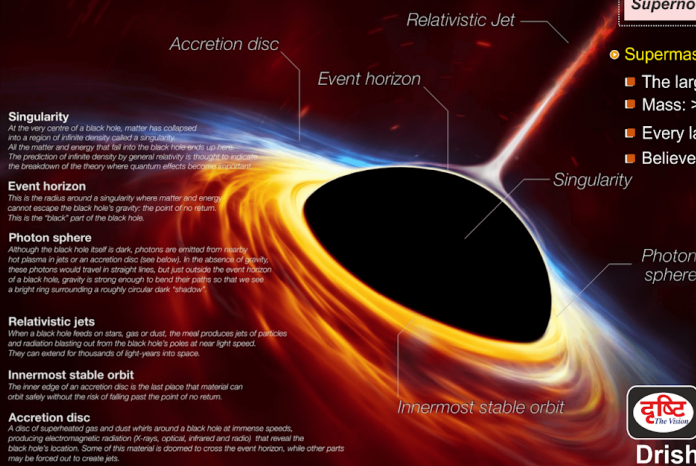 Relativistic Jet
Superno
Accretion disc
Event horizon
Supermas
The larg
Mass: >
Every la
Believe
Singularity
At the very centre of a black hole, matter has collapsed
into a region of infinite density called a singularity.
All the matter and energy that fall into the black hole ends up here.
The prediction of infinite density by general relativity is thought to indicate
the breakdown of the theory where quantum effects become important.
Event horizon
This is the radius around a singularity where matter and energy
cannot escape the black hole's gravity: the point of no return.
This is the "black" part of the black hole.
Singularity
Photon sphere
Although the black hole itself is dark, photons are emitted from nearby
hot plasma in jets or an accretion disc (see below). In the absence of gravity,
these photons would travel in straight lines, but just outside the event horizon
of a black hole, gravity is strong enough to bend their paths so that we see
a bright ring surrounding a roughly circular dark "shadow".
Photon
sphere
Relativistic jets
When a black hole feeds on stars, gas or dust, the meal produces jets of particles
and radiation blasting out from the black hole's poles at near light speed.
They can extend for thousands of light-years into space.
Innermost stable orbit
The inner edge of an accretion disc is the last place that material can
orbit safely without the risk of falling past the point of no return.
Innermost stable orbit
Accretion disc
A disc of superheated gas and dust whirls around a black hole at immense speeds,
producing electromagnetic radiation (X-rays, optical, infrared and radio) that reveal the
black hole's location. Some of this material is doomed to cross the event horizon, while other parts
may be forced out to create jets.
दृष्टि
The Vision
Drish